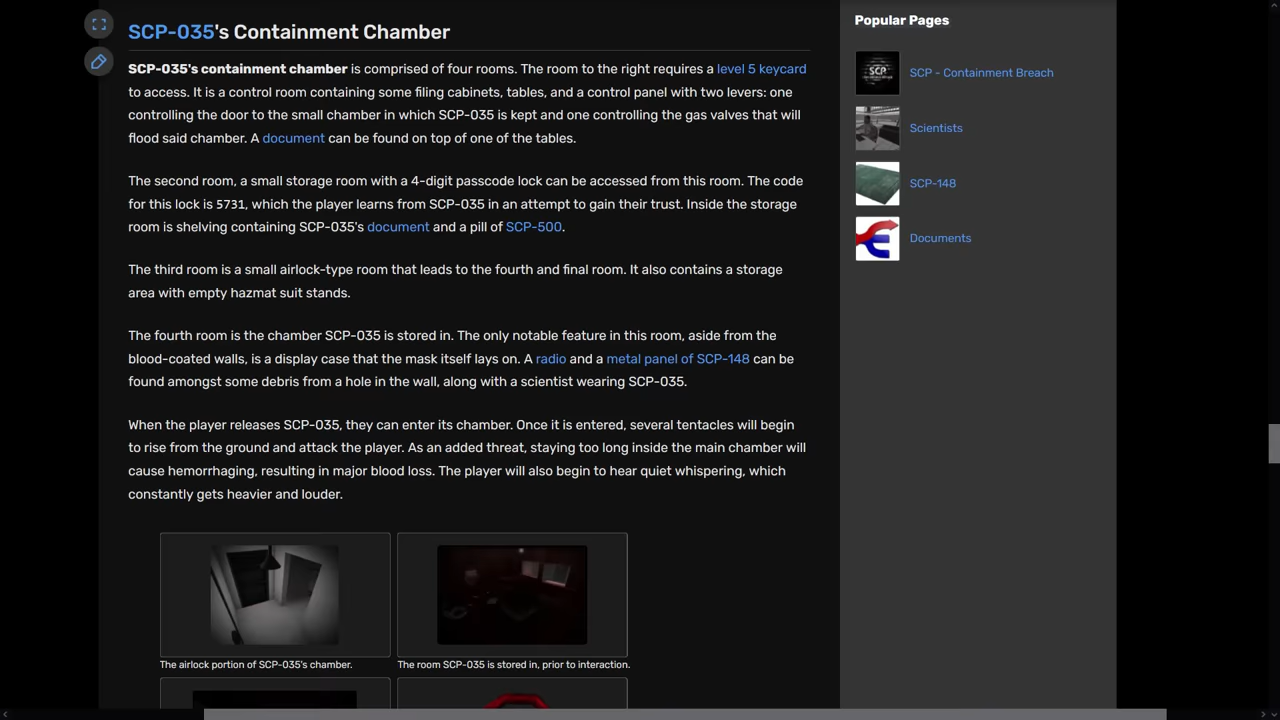 SCP-035's Containment Chamber
SCP-035's containment chamber is comprised of four rooms. The room to the right requires a level 5 keycard
to access. It is a control room containing some filing cabinets, tables, and a control panel with two levers: one
controlling the door to the small chamber in which SCP-035 is kept and one controlling the gas valves that will
flood said chamber. A document can be found on top of one of the tables.
The second room, a small storage room with a 4-digit passcode lock can be accessed from this room. The code
for this lock is 5731, which the player learns from SCP-035 in an attempt to gain their trust. Inside the storage
room is shelving containing SCP-035's document and a pill of SCP-500.
The third room is a small airlock-type room that leads to the fourth and final room. It also contains a storage
area with empty hazmat suit stands.
The fourth room is the chamber SCP-035 is stored in. The only notable feature in this room, aside from the
blood-coated walls, is a display case that the mask itself lays on. A radio and a metal panel of SCP-148 can be
found amongst some debris from a hole in the wall, along with a scientist wearing SCP-035.
When the player releases SCP-035, they can enter its chamber. Once it is entered, several tentacles will begin
to rise from the ground and attack the player. As an added threat, staying too long inside the main chamber will
cause hemorrhaging, resulting in major blood loss. The player will also begin to hear quiet whispering, which
constantly gets heavier and louder.
The airlock portion of SCP-035's chamber.
The room SCP-035 is stored in, prior to interaction.
Popular Pages
SCP
SCP - Containment Breach
Scientists
SCP-148
Documents